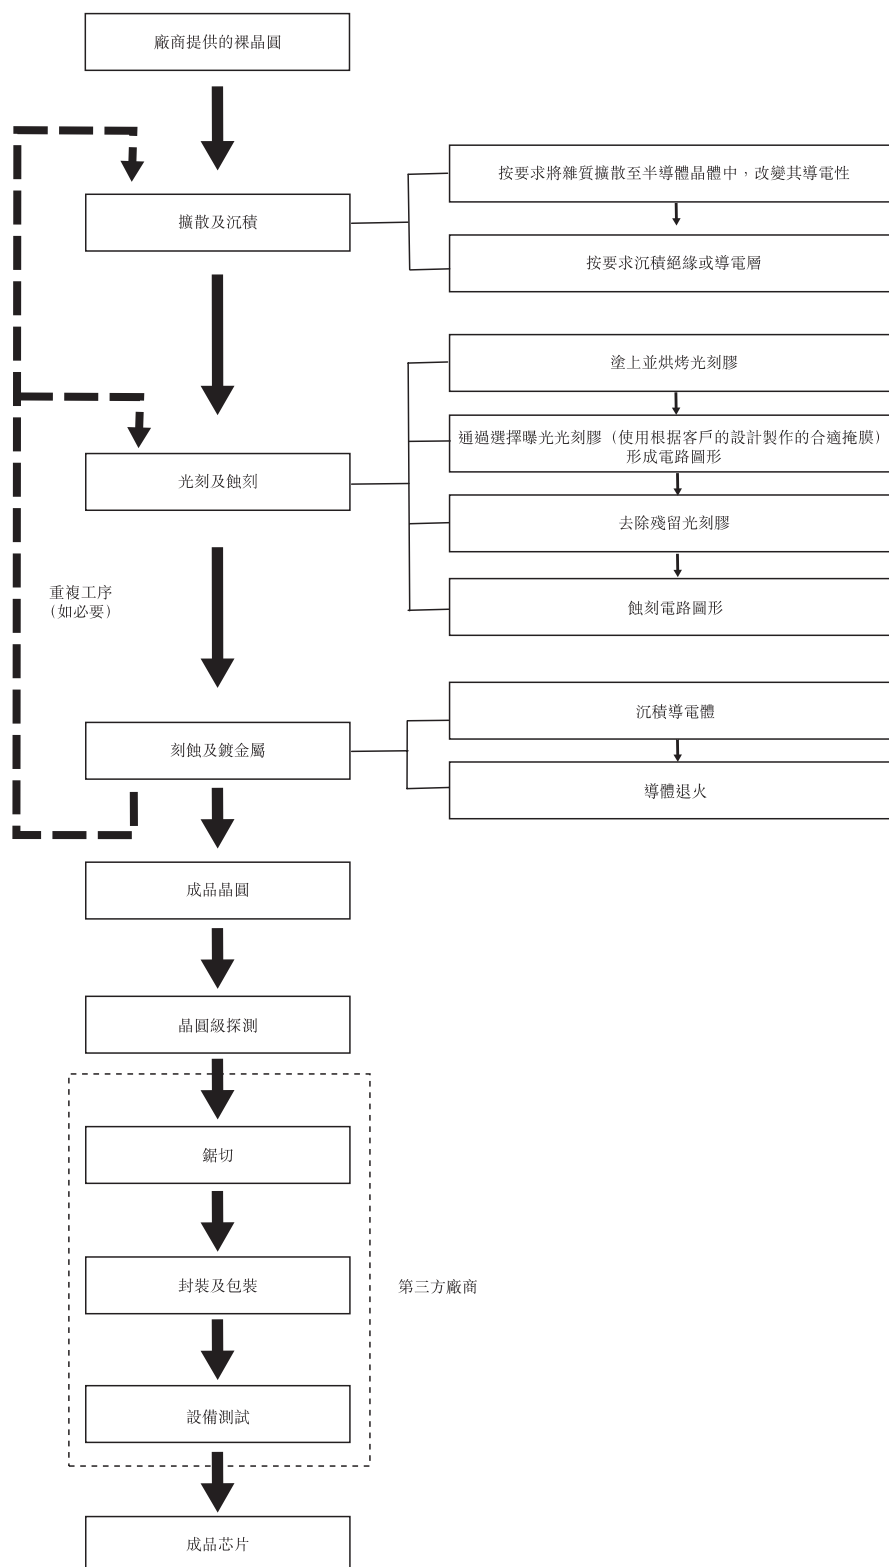 廠商提供的裸晶圓
擴散及沉積
按要求將雜質擴散至半導體晶體中，改變其導電性
按要求沉積絕緣或導電層
塗上並烘烤光刻膠
通過選擇曝光光刻膠（使用根据客戶的設計製作的合適掩膜）
形成電路圖形
光刻及蝕刻
去除殘留光刻膠
蝕刻電路圖形
重複工序
（如必要）
刻蝕及鍍金屬
沉積導電體
導體退火
成品晶圓
晶圓級探測
鋸切
封裝及包裝
第三方廠商
設備測試
成品芯片